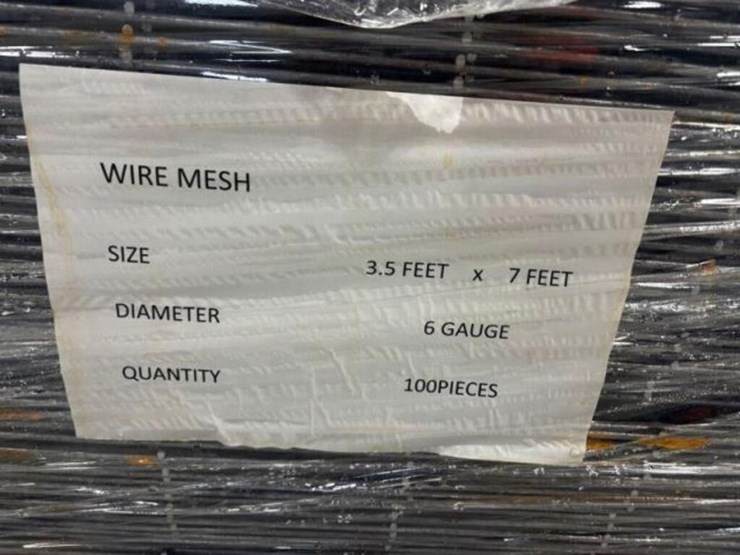 WIRE MESH
SIZE 3.5 FEET x 7 FEET
DIAMETER 6 GAUGE
QUANTITY 100PIECES